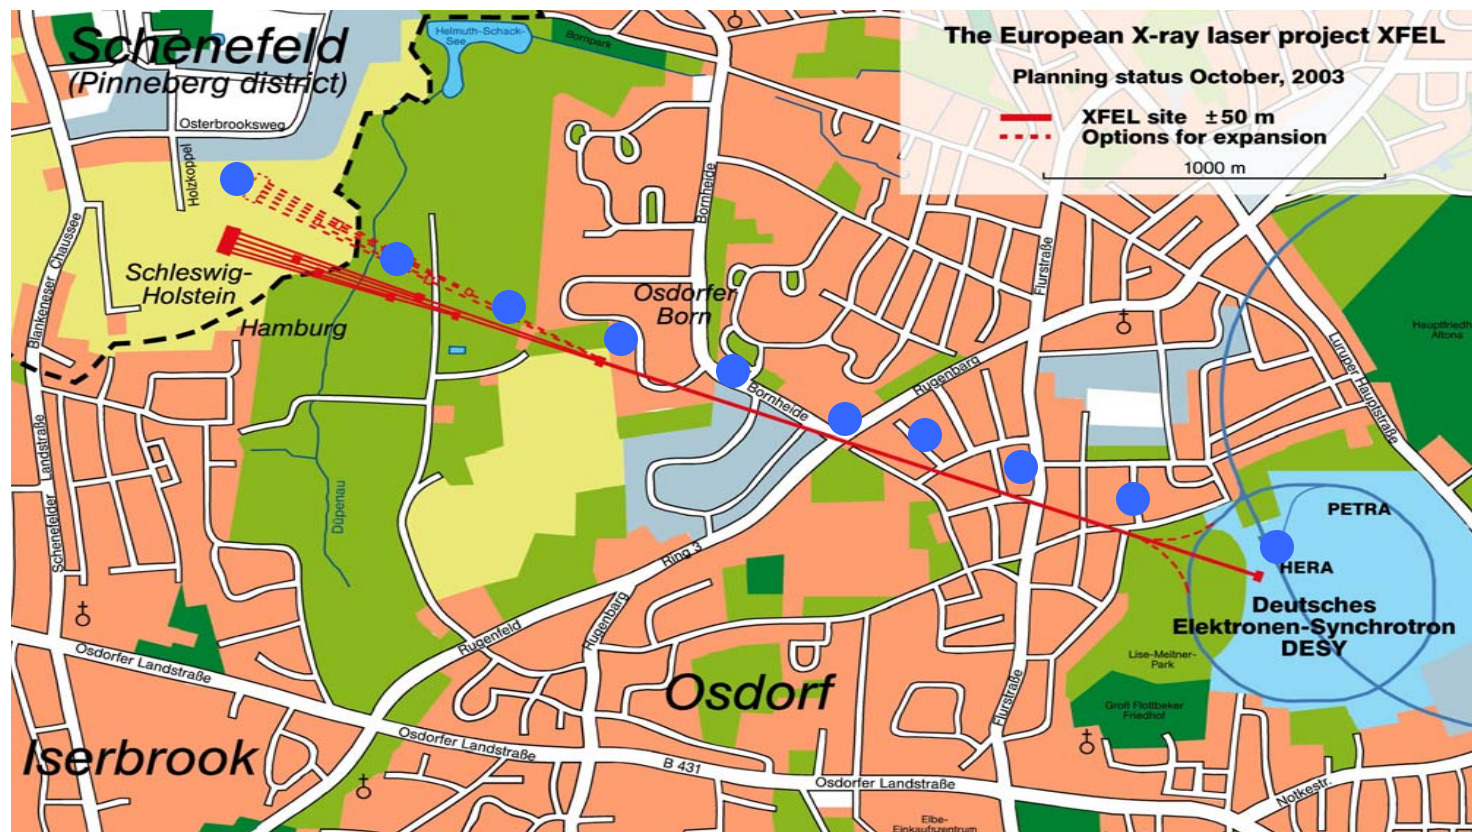 Schenefeld
(Pinneberg district)
Helmuth-Schack-
See
Bornpark
The European X-ray laser project XFEL
Planning status October, 2003
XFEL site ±50 m
Options for expansion
1000 m
Osterbrooksweg
Holzkoppel
Bornheide
Blankeneser Chaussee
Schleswig-
Holstein
Hamburg
Osdorfer
Born
Flurstraße
Hauptfriedh
Altona
Luruper Hauptstraße
Rugenbarg
Bornheide
Schenefelder Landstraße
Düpenau
PETRA
HERA
Ring 3
Deutsches
Elektronen-Synchrotron
DESY
Rugenbarg
Rugenfeld
Lise-Meitner-
Park
Osdorfer Landstraße
Osdorf
Flurstraße
Groß Flottbeker
Friedhof
Iserbrook
Osdorfer Landstraße
B 431
Osdorfer Landstraße
Notkestr.
Elbe-
Einkaufszentrum